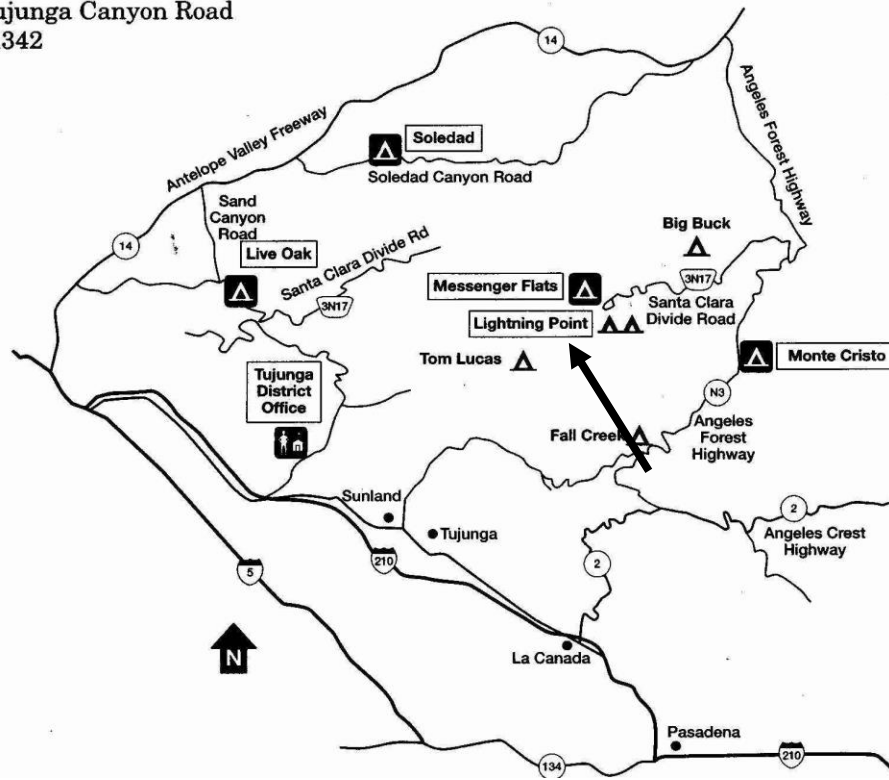 ujunga Canyon Road
342
14
Antelope Valley Freeway
Soledad
Soledad Canyon Road
Angeles Forest Highway
Sand
Canyon
Road
14
Live Oak
Santa Clara Divide Rd
3N17
Big Buck
3N17
Messenger Flats
Santa Clara
Divide Road
Lightning Point
Tom Lucas
Monte Cristo
Tujunga
District
Office
N3
Angeles
Forest
Highway
Fall Creek
Sunland
Tujunga
2
Angeles Crest
Highway
2
5
210
N
La Canada
Pasadena
134
210